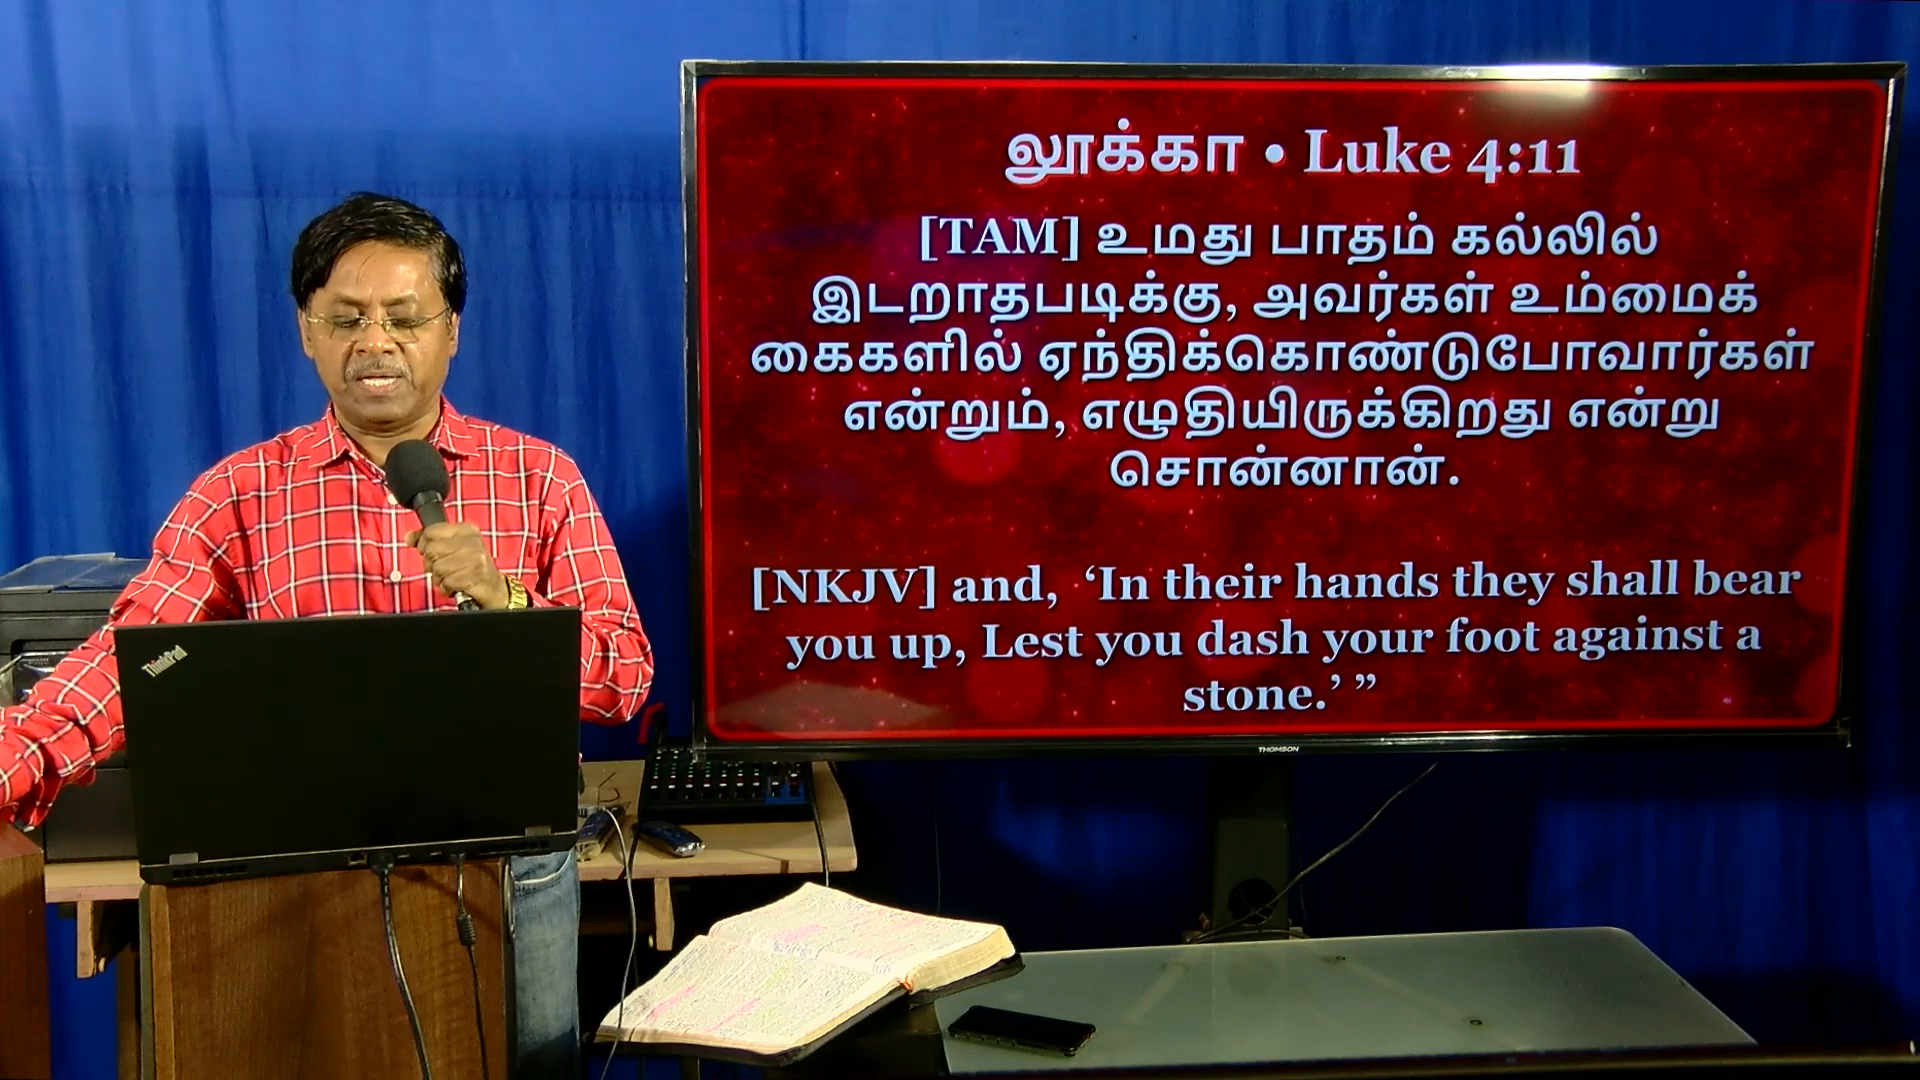 லூக்கா • Luke 4:11
[TAM] உமது பாதம் கல்லில்
இடறாதபடிக்கு, அவர்கள் உம்மைக்
கைகளில் ஏந்திக்கொண்டுபோவார்கள்
என்றும், எழுதியிருக்கிறது என்று
சொன்னான்.
[NKJV] and, ‘In their hands they shall bear
you up, Lest you dash your foot against a
stone.’ ”
THOMSON
ThinkPad